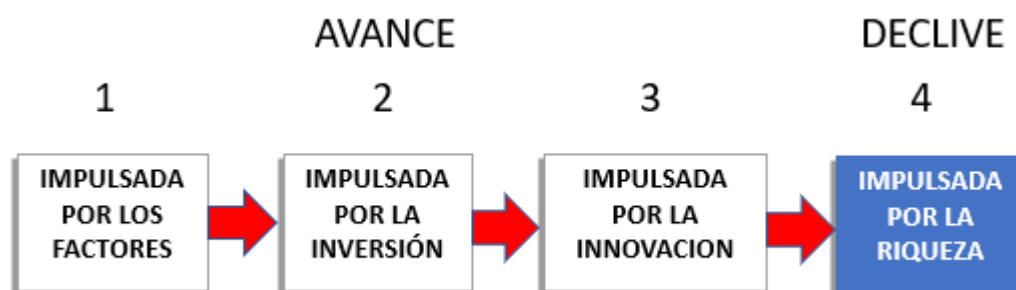 AVANCE DECLIVE
1 2 3 4
IMPULSADA
POR LOS
FACTORES
IMPULSADA
POR LA
INVERSIÓN
IMPULSADA
POR LA
INNOVACION
IMPULSADA
POR LA
RIQUEZA